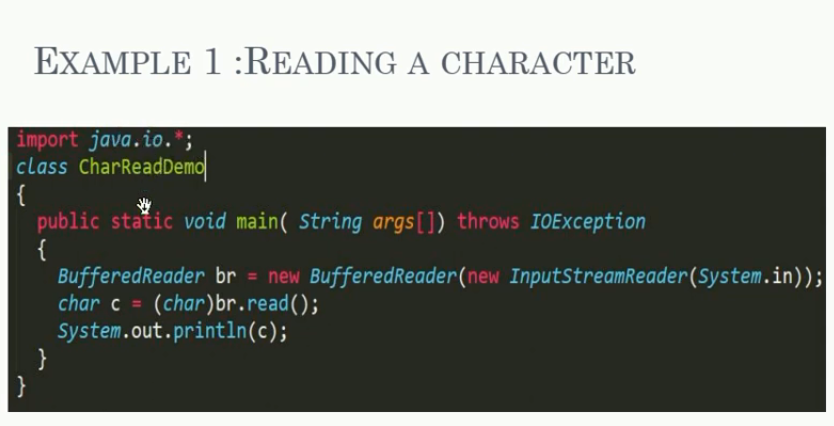 EXAMPLE 1 :READING A CHARACTER
import java.io.*;
class CharReadDemo
{
public static void main( String args[]) throws IOException
{
BufferedReader br = new BufferedReader(new InputStreamReader(System.in));
char c = (char)br.read();
System.out.println(c);
}
}